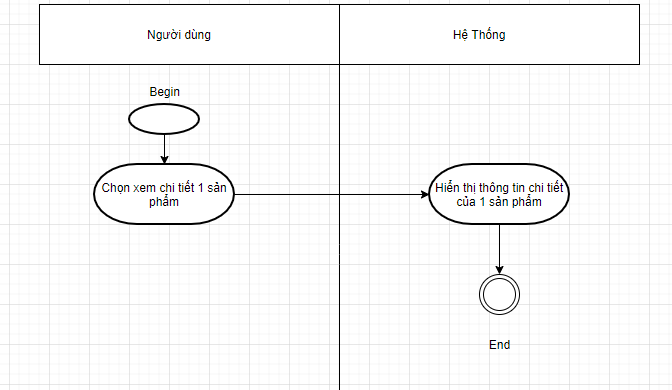 Người dùng
Hệ Thống
Begin
Chọn xem chi tiết 1 sản
phẩm
Hiển thị thông tin chi tiết
của 1 sản phẩm
End